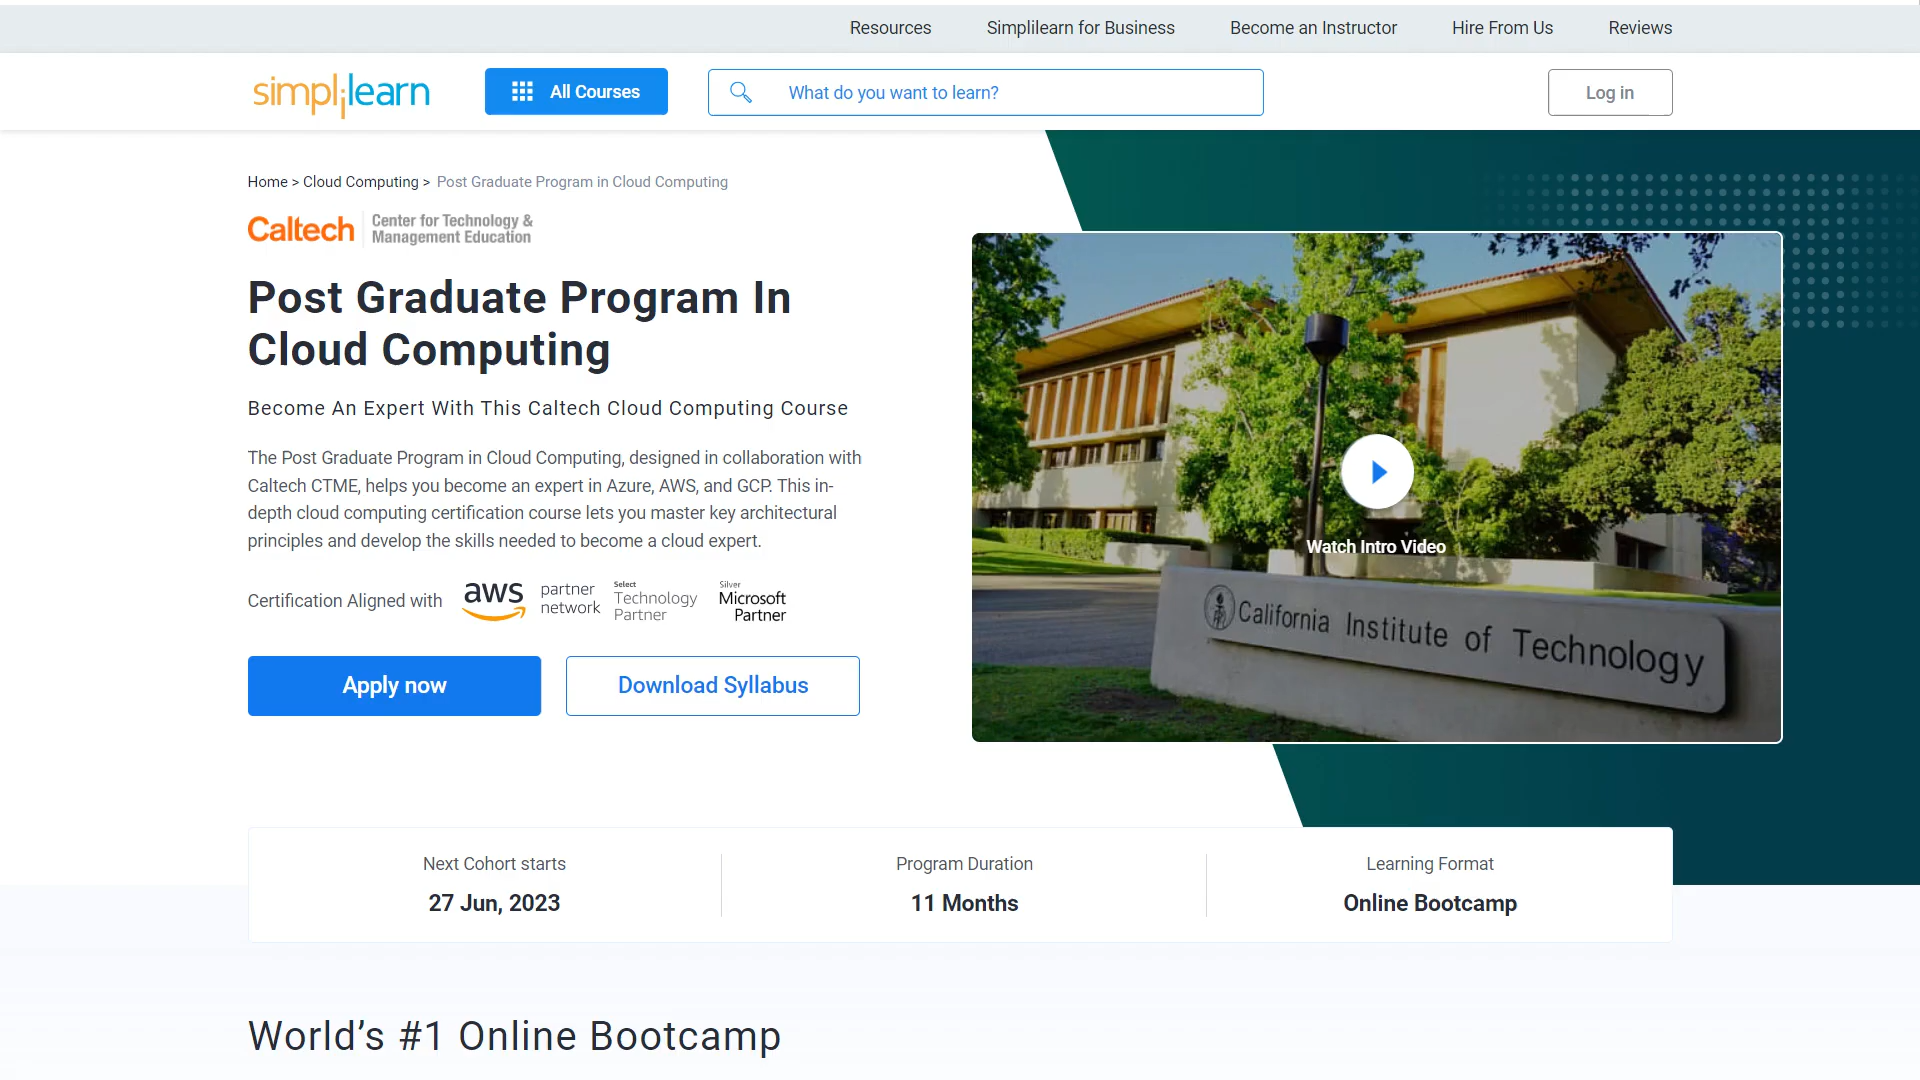 Resources
Simplilearn for Business
Become an Instructor
Hire From Us
Reviews
simplilearn
All Courses
What do you want to learn?
Log in
Home > Cloud Computing > Post Graduate Program in Cloud Computing
Caltech
Center for Technology &
Management Education
Post Graduate Program In
Cloud Computing
Become An Expert With This Caltech Cloud Computing Course
The Post Graduate Program in Cloud Computing, designed in collaboration with
Caltech CTME, helps you become an expert in Azure, AWS, and GCP. This in-
depth cloud computing certification course lets you master key architectural
principles and develop the skills needed to become a cloud expert.
Certification Aligned with
aws
partner
network
Select
Technology
Partner
Silver
Microsoft
Partner
Apply now
Download Syllabus
Watch Intro Video
California Institute of Technology
Next Cohort starts
27 Jun, 2023
Program Duration
11 Months
Learning Format
Online Bootcamp
World’s #1 Online Bootcamp